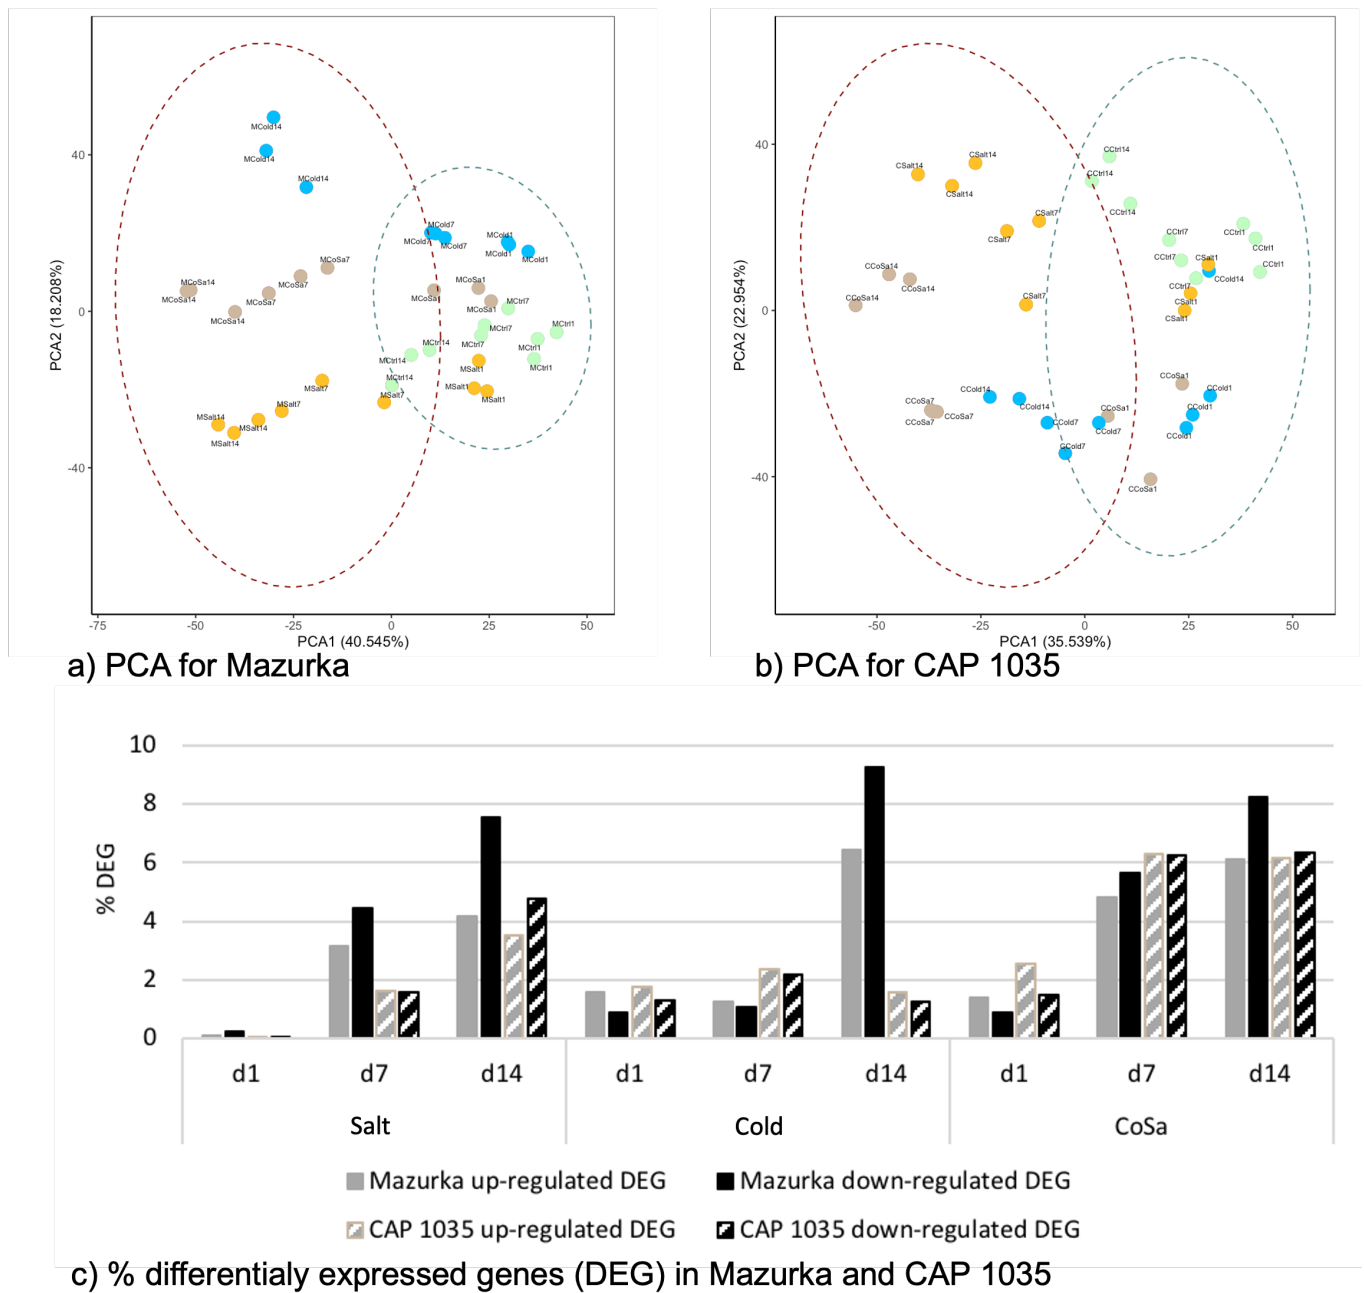 40
0
-40
PCA2 (18.208%)
MCold14
MCold14
MCold14
MCold7
MCold7
MCold7
MCold1
MCold1
MCold1
MCoSa7
MCoSa7
MCoSa7
MCoSa14
MCoSa14
MCoSa14
MCoSa1
MCoSa1
MCoSa1
MCtrl7
MCtrl7
MCtrl7
MCtrl1
MCtrl1
MCtrl1
MCtrl14
MCtrl14
MCtrl14
MSalt1
MSalt1
MSalt1
MSalt7
MSalt7
MSalt7
MSalt14
MSalt14
MSalt14
-75 -50 -25 0 25 50
PCA1 (40.545%)
a) PCA for Mazurka
40
0
-40
PCA2 (22.954%)
CCtrl14
CCtrl14
CCtrl14
CSalt14
CSalt14
CSalt14
CSalt7
CSalt7
CSalt7
CCtrl1
CCtrl1
CCtrl1
CCtrl7
CCtrl7
CCtrl7
CSalt1
CSalt1
CCold14
CCoSa14
CCoSa14
CCoSa14
CCoSa1
CCoSa1
CCoSa1
CCold1
CCold1
CCold1
CCold14
CCold14
CCold7
CCold7
CCold7
CCoSa7
CCoSa7
CCoSa7
-50 -25 0 25 50
PCA1 (35.539%)
b) PCA for CAP 1035
% DEG
10
8
6
4
2
0
d1 d7 d14 d1 d7 d14 d1 d7 d14
Salt Cold CoSa
Mazurka up-regulated DEG Mazurka down-regulated DEG
CAP 1035 up-regulated DEG CAP 1035 down-regulated DEG
c) % differentialy expressed genes (DEG) in Mazurka and CAP 1035